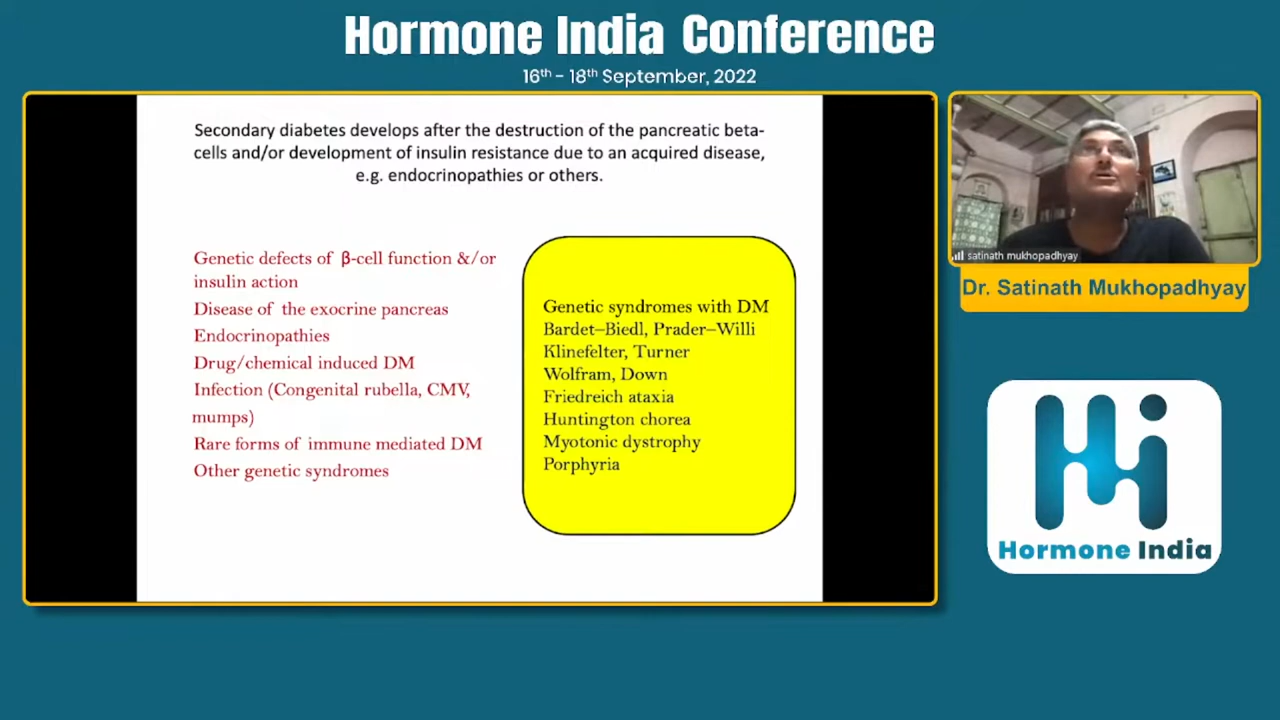 Hormone India Conference
16th - 18th September, 2022
Secondary diabetes develops after the destruction of the pancreatic beta-
cells and/or development of insulin resistance due to an acquired disease,
e.g. endocrinopathies or others.
Genetic defects of β-cell function &/or
insulin action
Disease of the exocrine pancreas
Endocrinopathies
Drug/chemical induced DM
Infection (Congenital rubella, CMV,
mumps)
Rare forms of immune mediated DM
Other genetic syndromes
Genetic syndromes with DM
Bardet–Biedl, Prader–Willi
Klinefelter, Turner
Wolfram, Down
Friedreich ataxia
Huntington chorea
Myotonic dystrophy
Porphyria
satinath mukhopadhyay
Dr. Satinath Mukhopadhyay
Hormone India